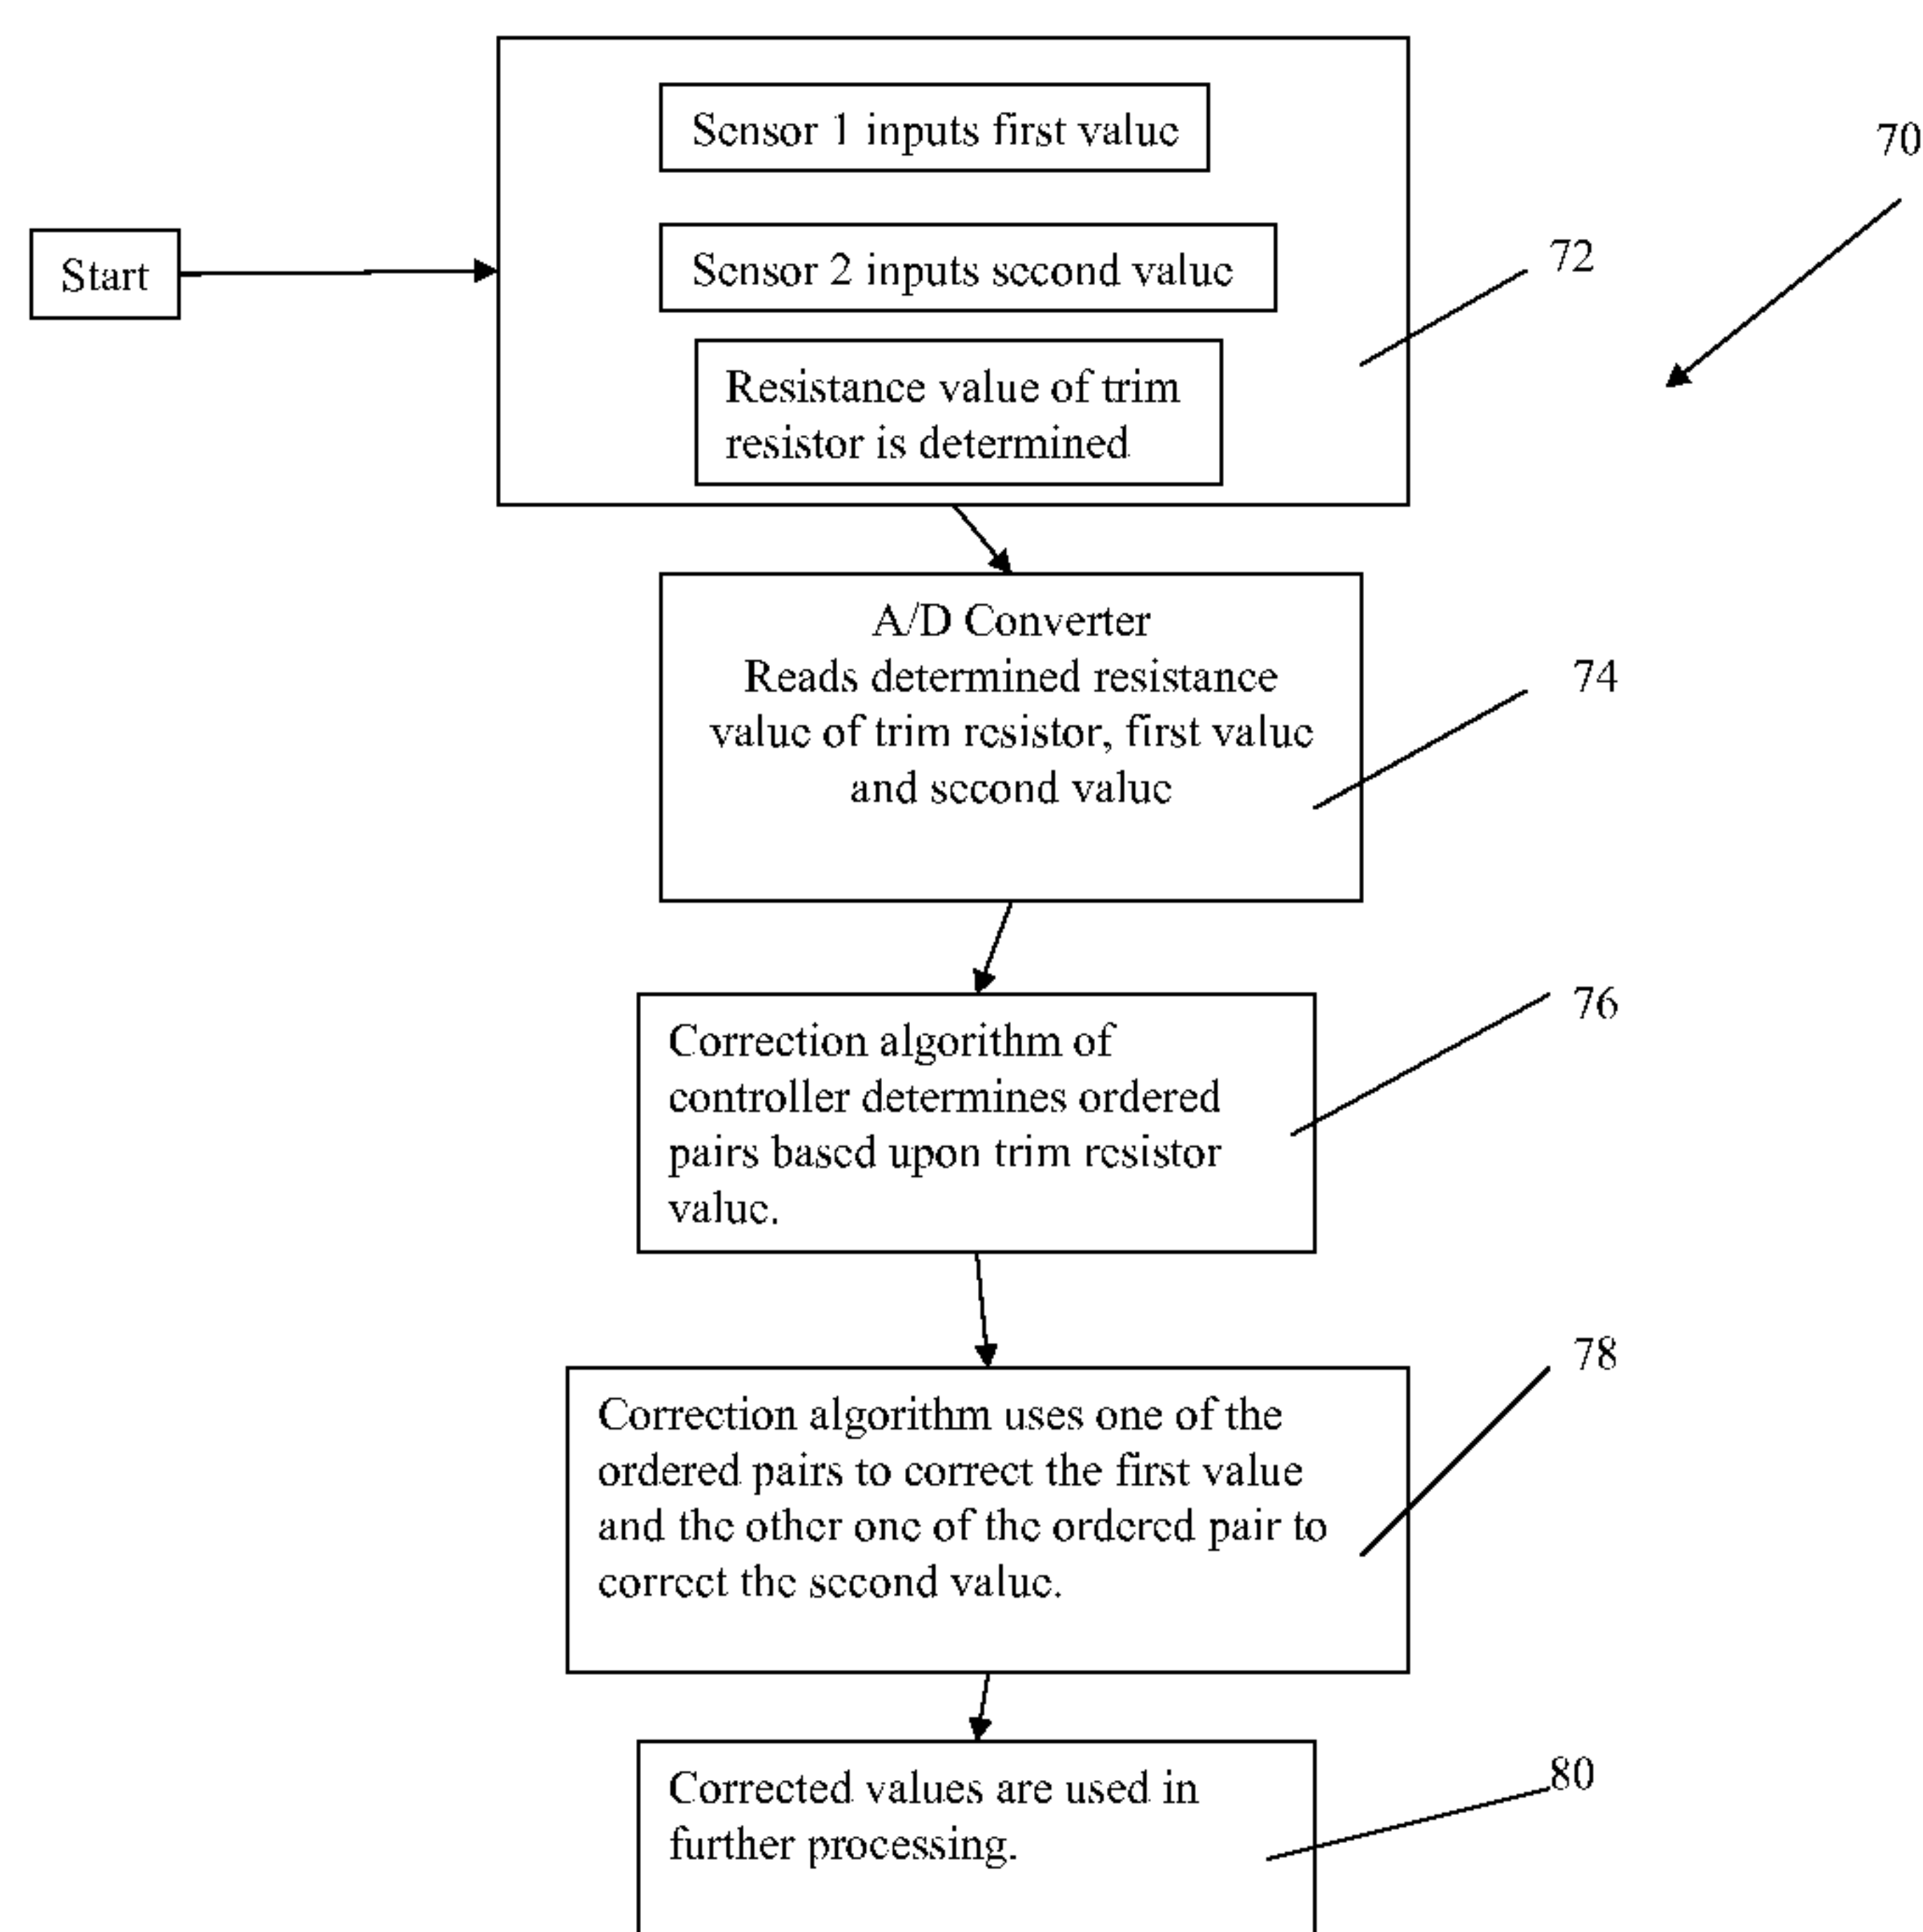 Sensor 1 inputs first value
70
Sensor 2 inputs second value
72
Start
Resistance value of trim
resistor is determined
A/D Converter
Reads determined resistance
value of trim resistor, first value
and second value
74
Correction algorithm of
controller determines ordered
pairs based upon trim resistor
value.
76
78
Correction algorithm uses one of the
ordered pairs to correct the first value
and the other one of the ordered pair to
correct the second value.
Corrected values are used in
further processing.
80